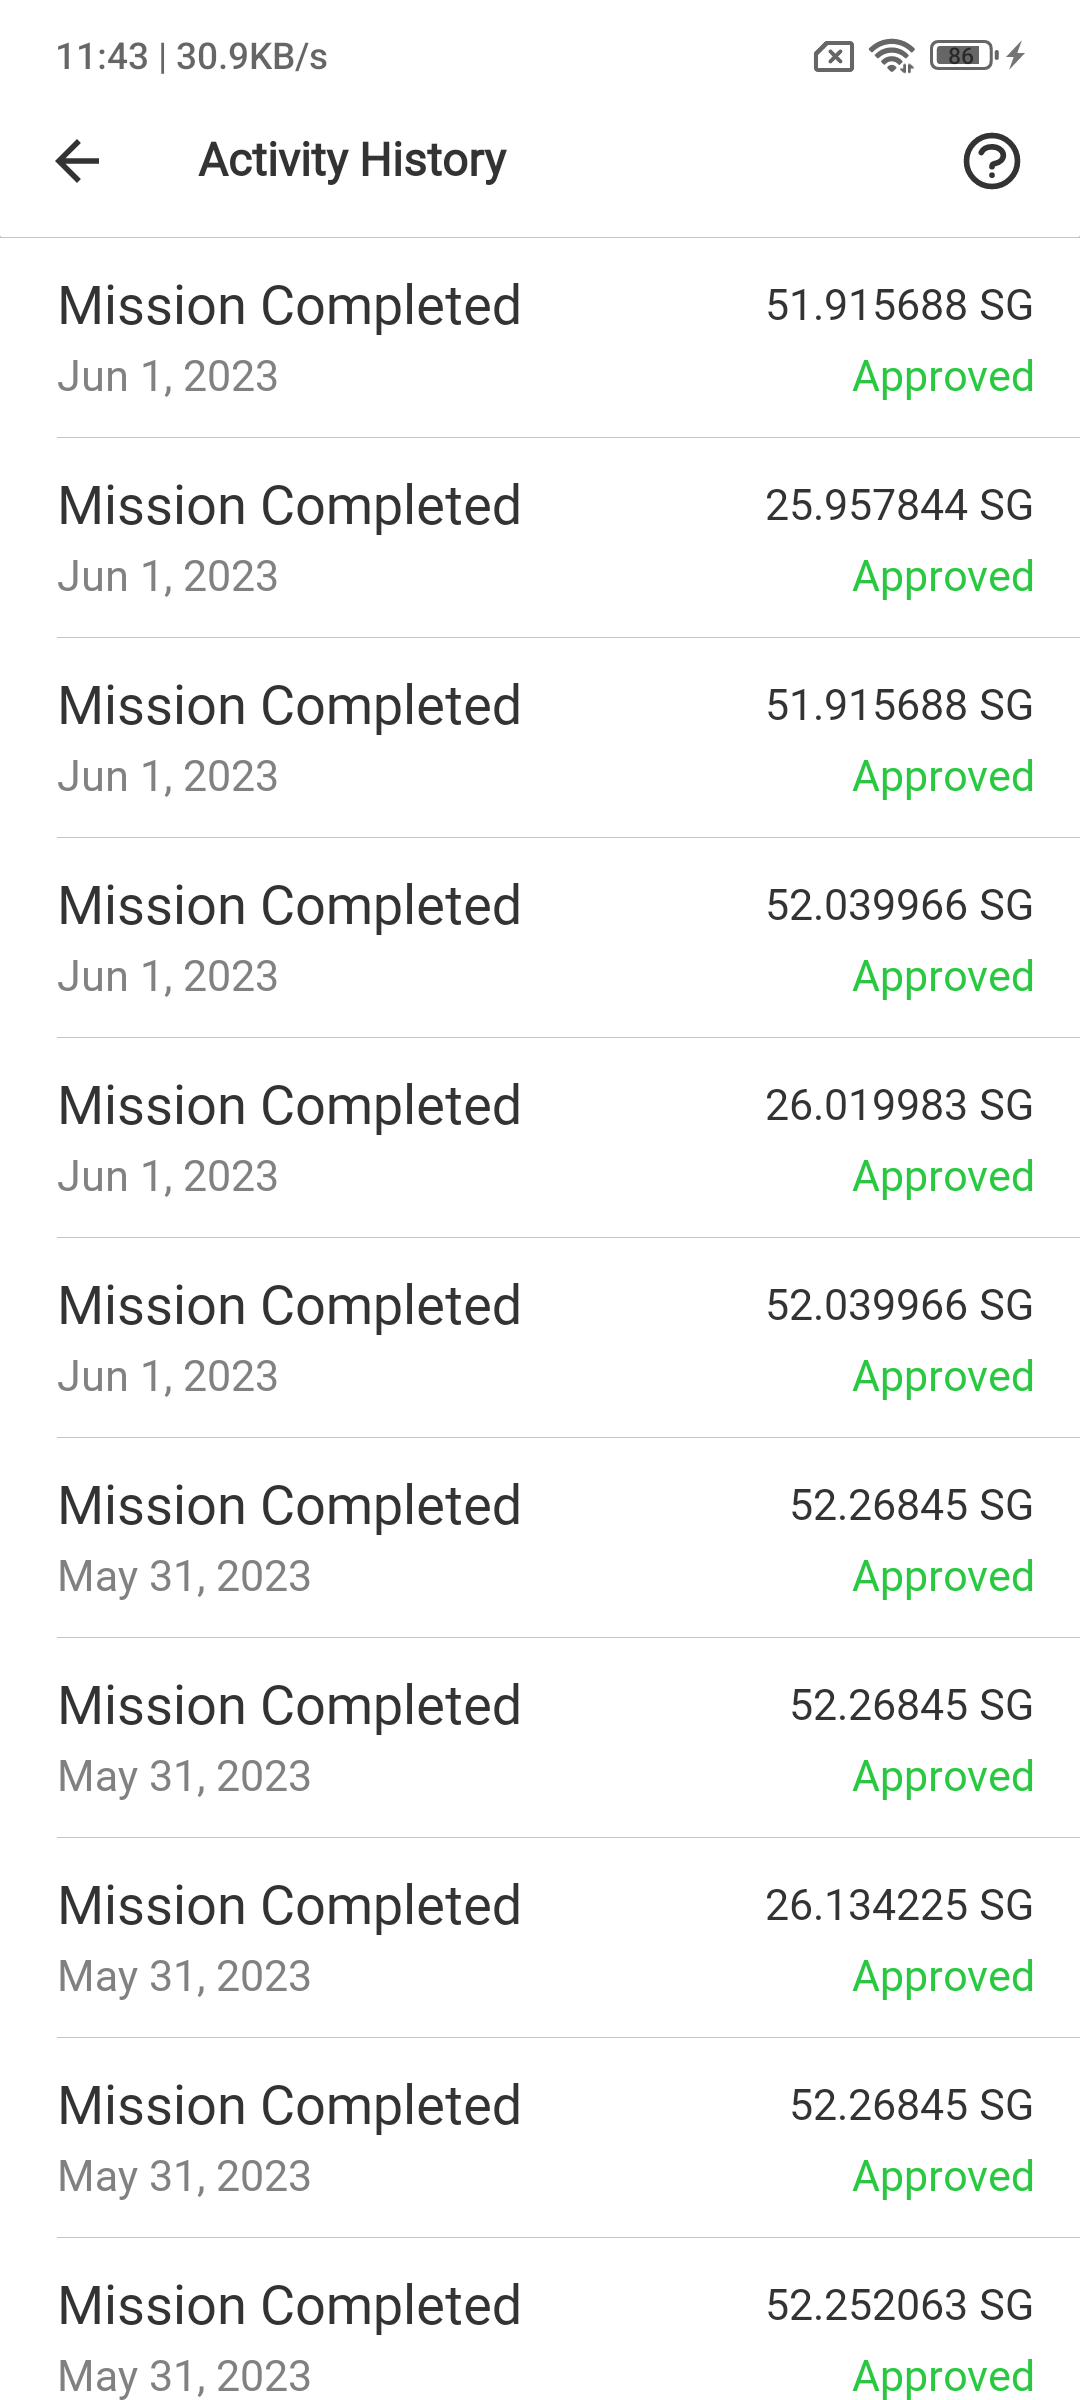 11:43 | 30.9KB/s 86
Activity History
Mission Completed 51.915688 SG
Jun 1, 2023 Approved
Mission Completed 25.957844 SG
Jun 1, 2023 Approved
Mission Completed 51.915688 SG
Jun 1, 2023 Approved
Mission Completed 52.039966 SG
Jun 1, 2023 Approved
Mission Completed 26.019983 SG
Jun 1, 2023 Approved
Mission Completed 52.039966 SG
Jun 1, 2023 Approved
Mission Completed 52.26845 SG
May 31, 2023 Approved
Mission Completed 52.26845 SG
May 31, 2023 Approved
Mission Completed 26.134225 SG
May 31, 2023 Approved
Mission Completed 52.26845 SG
May 31, 2023 Approved
Mission Completed 52.252063 SG
May 31, 2023 Approved